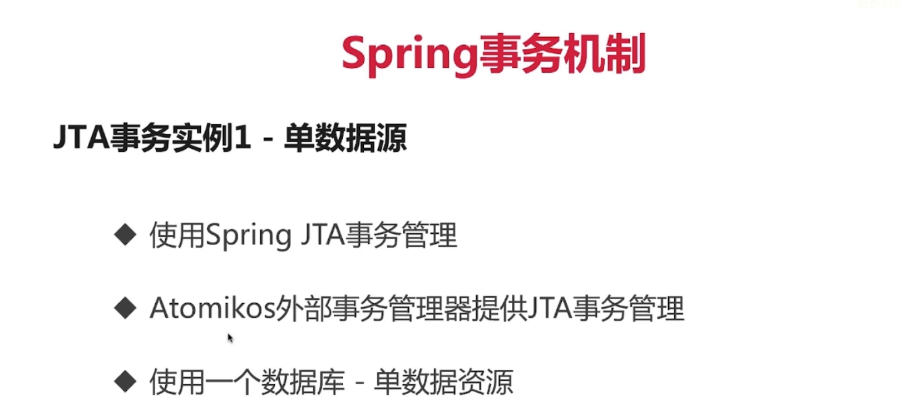 Spring事务机制
JTA事务实例1 - 单数据源
◆ 使用Spring JTA事务管理
◆ Atomikos外部事务管理器提供JTA事务管理
◆ 使用一个数据库 - 单数据资源